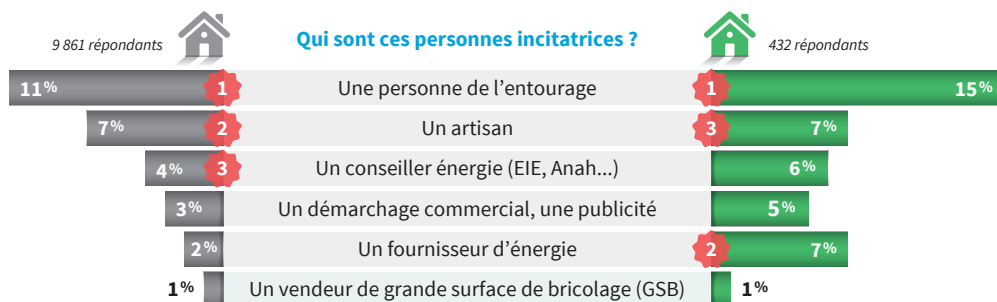 9 861 répondants Qui sont ces personnes incitatrices ? 432 répondants
11% 1 Une personne de l’entourage 1 15%
7% 2 Un artisan 3 7%
4% 3 Un conseiller énergie (EIE, Anah...) 6%
3% Un démarchage commercial, une publicité 5%
2% Un fournisseur d’énergie 2 7%
1% Un vendeur de grande surface de bricolage (GSB) 1%